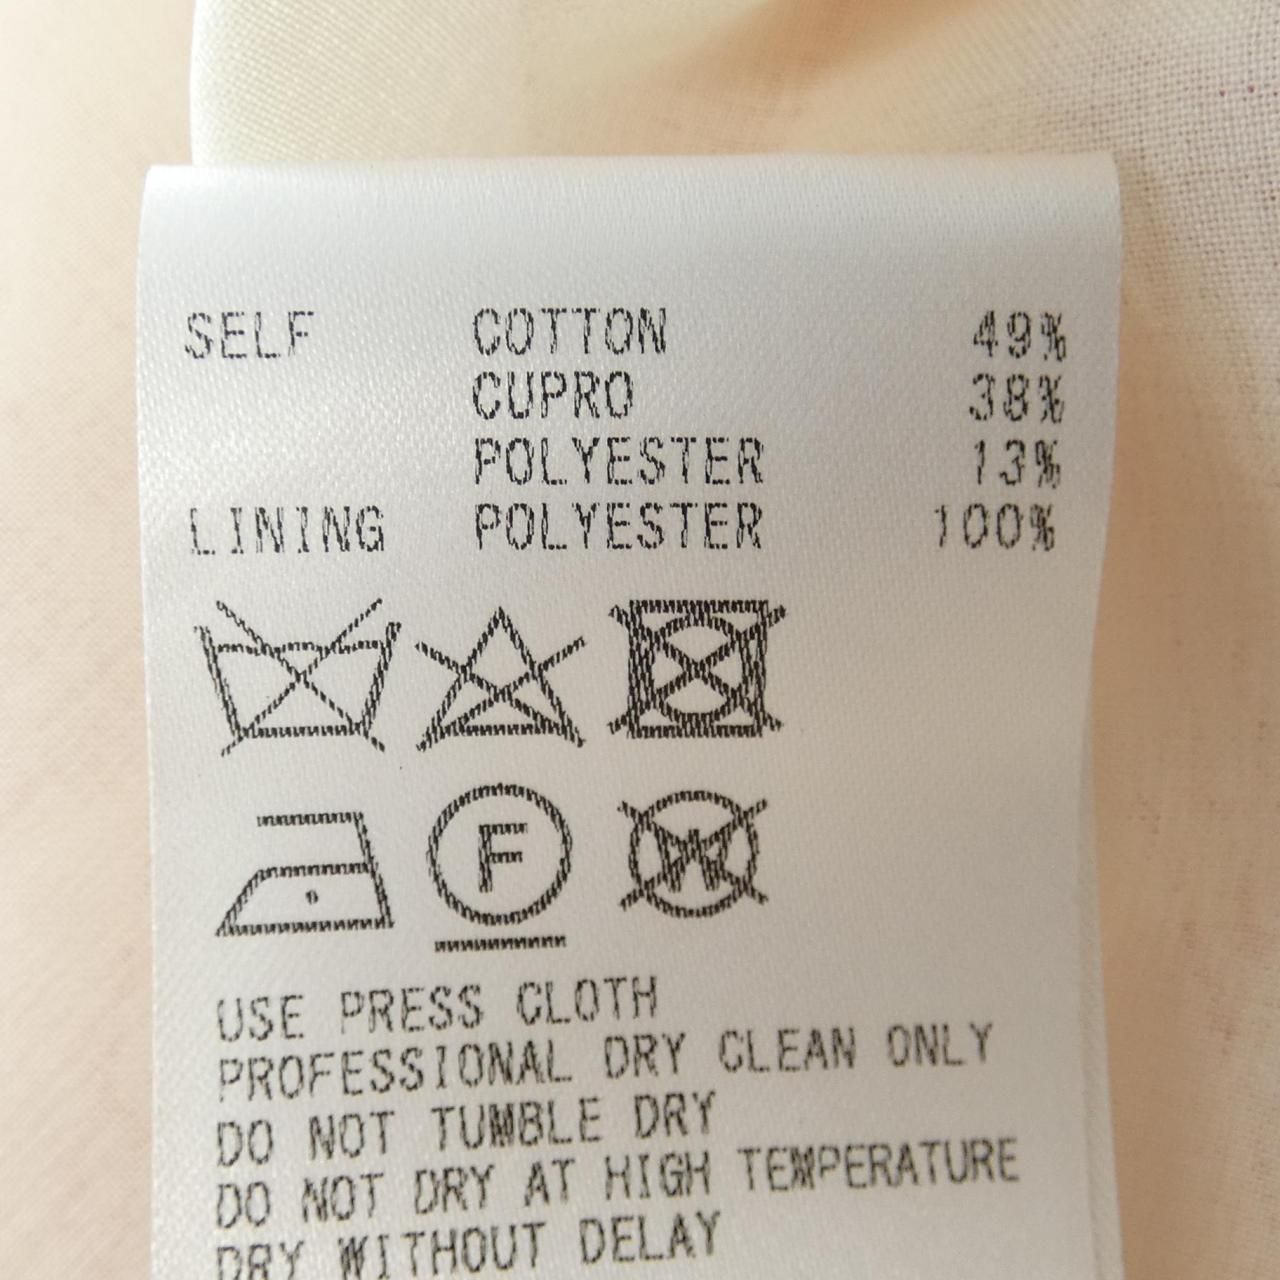 SELF COTTON 49%
CUPRO 38%
POLYESTER 13%
LINING POLYESTER 100%
F W
USE PRESS CLOTH
PROFESSIONAL DRY CLEAN ONLY
DO NOT TUMBLE DRY
DO NOT DRY AT HIGH TEMPERATURE
DRY WITHOUT DELAY